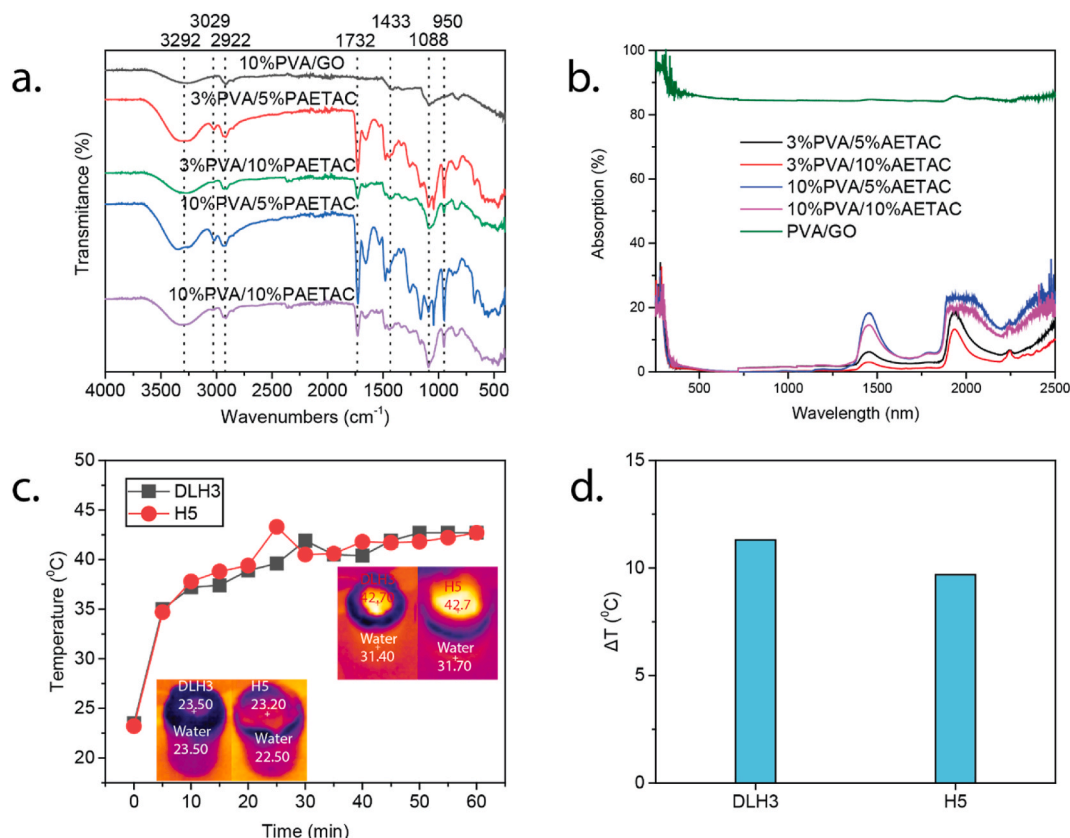 a.
3029 1433 950
3292 2922 1732 1088
10%PVA/GO
3%PVA/5%PAETAC
3%PVA/10%PAETAC
10%PVA/5%PAETAC
10%PVA/10%PAETAC
Transmitance (%)
4000 3500 3000 2500 2000 1500 1000 500
Wavenumbers (cm⁻¹)
b.
100
80
60
40
20
0
Absorption (%)
3%PVA/5%AETAC
3%PVA/10%AETAC
10%PVA/5%AETAC
10%PVA/10%AETAC
PVA/GO
500 1000 1500 2000 2500
Wavelength (nm)
c.
50
45
40
35
30
25
20
Temperature (⁰C)
DLH3
H5
DLH3 H5
42,70 42.7
Water Water
31.40 31.70
DLH3 H5
23,50 23.20
Water Water
23.50 22.50
0 10 20 30 40 50 60
Time (min)
d.
15
10
5
0
ΔT (⁰C)
DLH3 H5